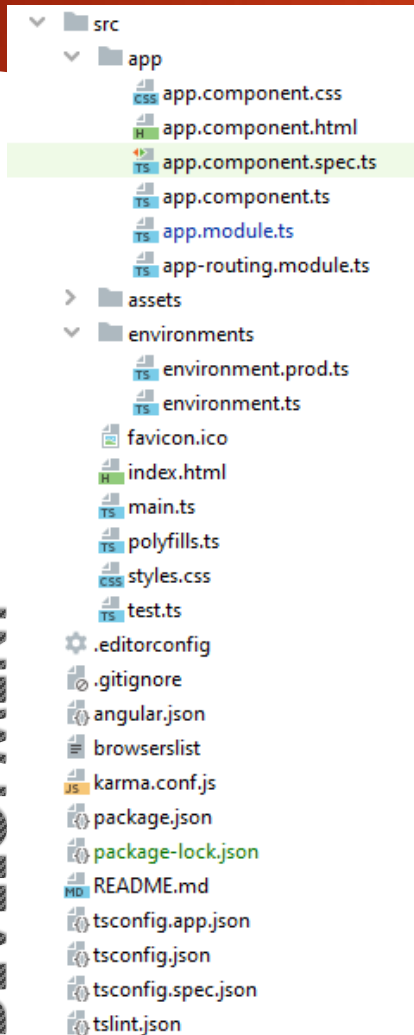 src
app
app.component.css
app.component.html
app.component.spec.ts
app.component.ts
app.module.ts
app-routing.module.ts
assets
environments
environment.prod.ts
environment.ts
favicon.ico
index.html
main.ts
polyfills.ts
styles.css
test.ts
.editorconfig
.gitignore
angular.json
browserslist
karma.conf.js
package.json
package-lock.json
README.md
tsconfig.app.json
tsconfig.json
tsconfig.spec.json
tslint.json